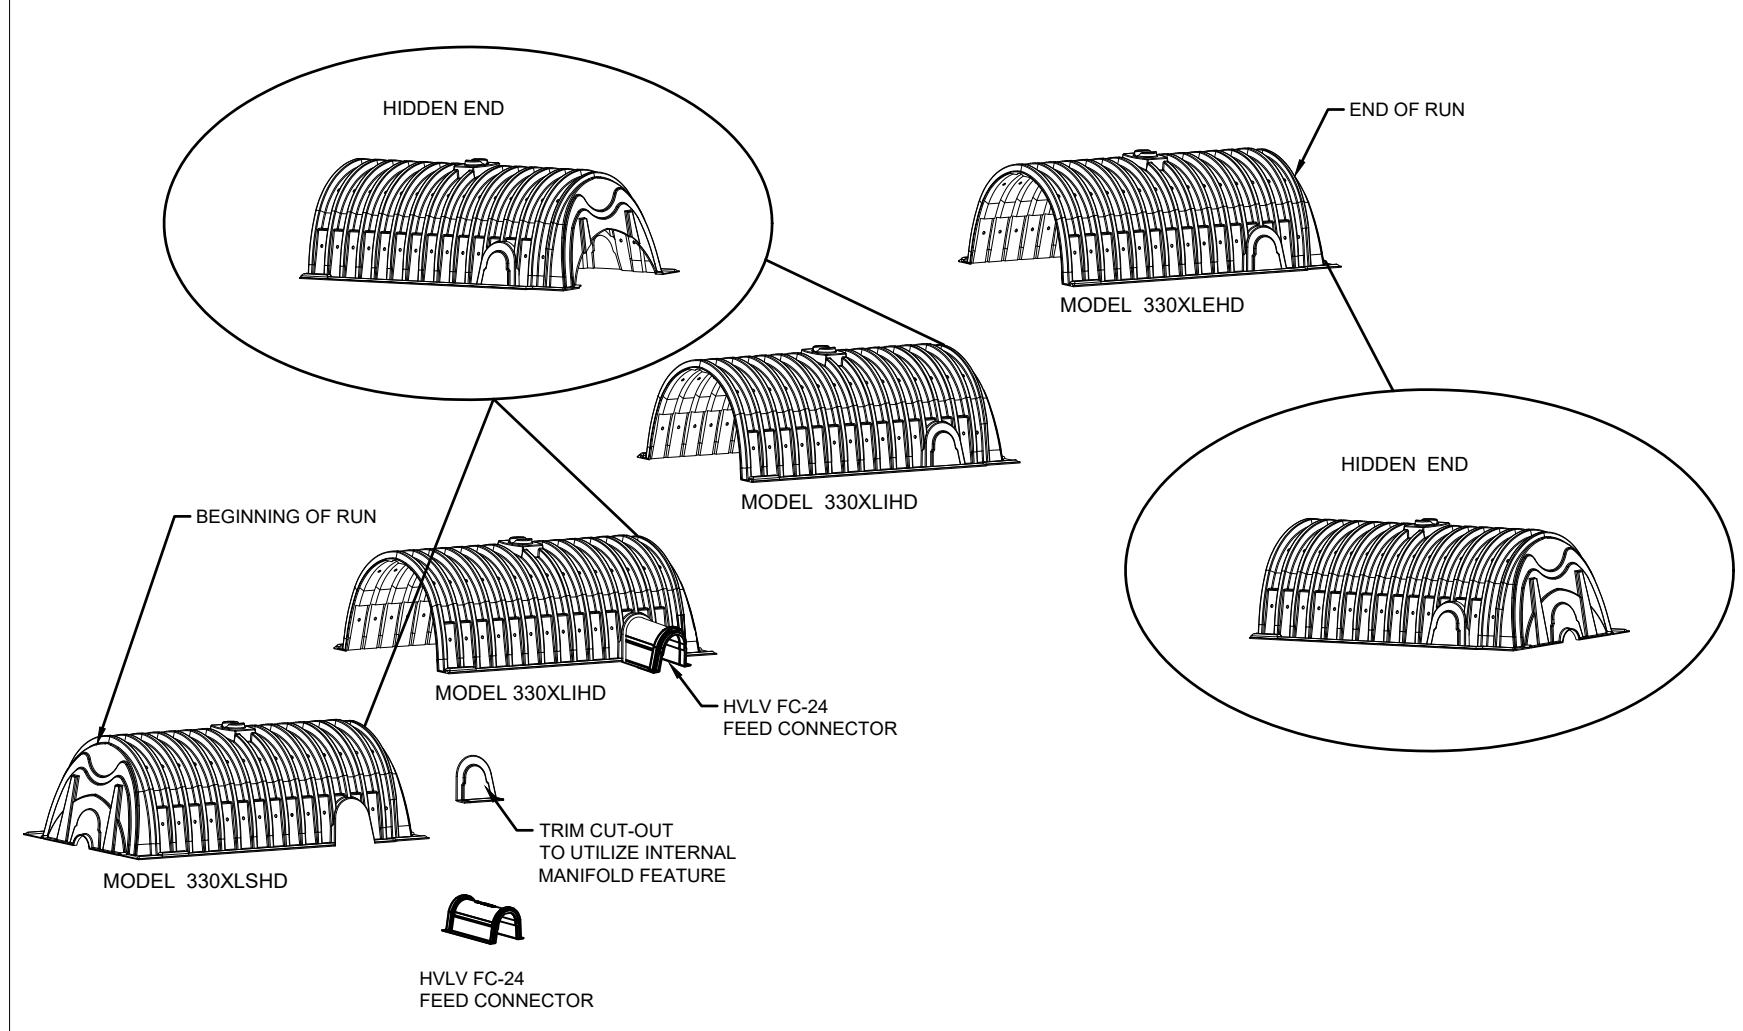 HIDDEN END
END OF RUN
MODEL 330XLEHD
HIDDEN END
MODEL 330XLIHD
BEGINNING OF RUN
MODEL 330XLIHD
HVLV FC-24
FEED CONNECTOR
TRIM CUT-OUT
TO UTILIZE INTERNAL
MANIFOLD FEATURE
MODEL 330XLSHD
HVLV FC-24
FEED CONNECTOR